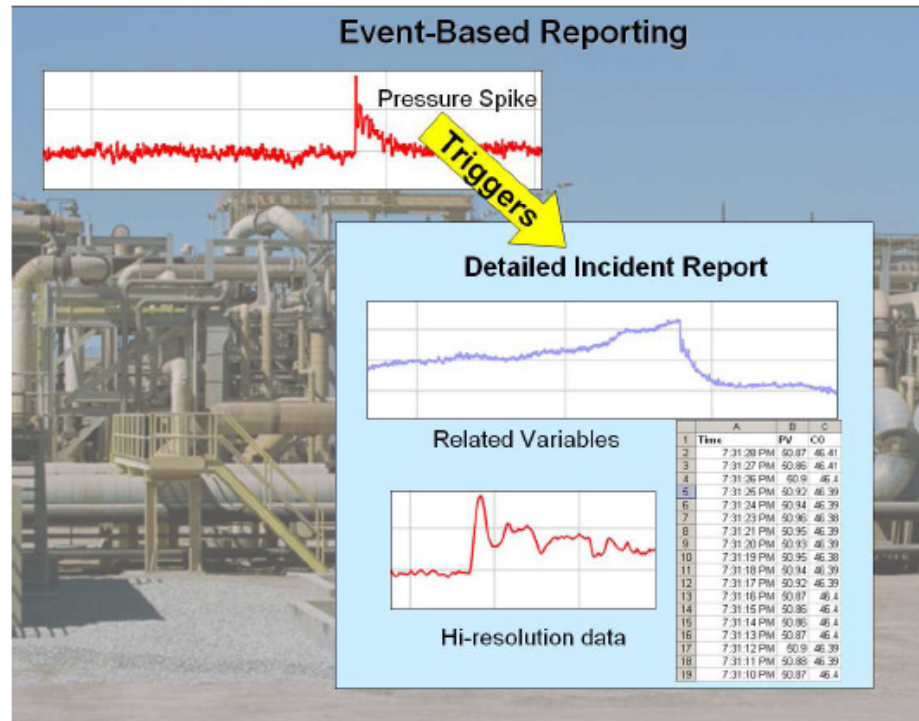 Event-Based Reporting
Pressure Spike
Triggers
Detailed Incident Report
Related Variables
Hi-resolution data
A B C
1 Time PV CO
2 7:31:28 PM 50.87 46.41
3 7:31:27 PM 50.86 46.41
4 7:31:26 PM 50.9 46.4
5 7:31:25 PM 50.92 46.39
6 7:31:24 PM 50.94 46.39
7 7:31:23 PM 50.96 46.38
8 7:31:21 PM 50.95 46.39
9 7:31:20 PM 50.93 46.39
10 7:31:19 PM 50.95 46.38
11 7:31:18 PM 50.94 46.39
12 7:31:17 PM 50.92 46.39
13 7:31:16 PM 50.87 46.4
14 7:31:15 PM 50.86 46.4
15 7:31:14 PM 50.86 46.4
16 7:31:13 PM 50.87 46.4
17 7:31:12 PM 50.9 46.39
18 7:31:11 PM 50.88 46.39
19 7:31:10 PM 50.87 46.4